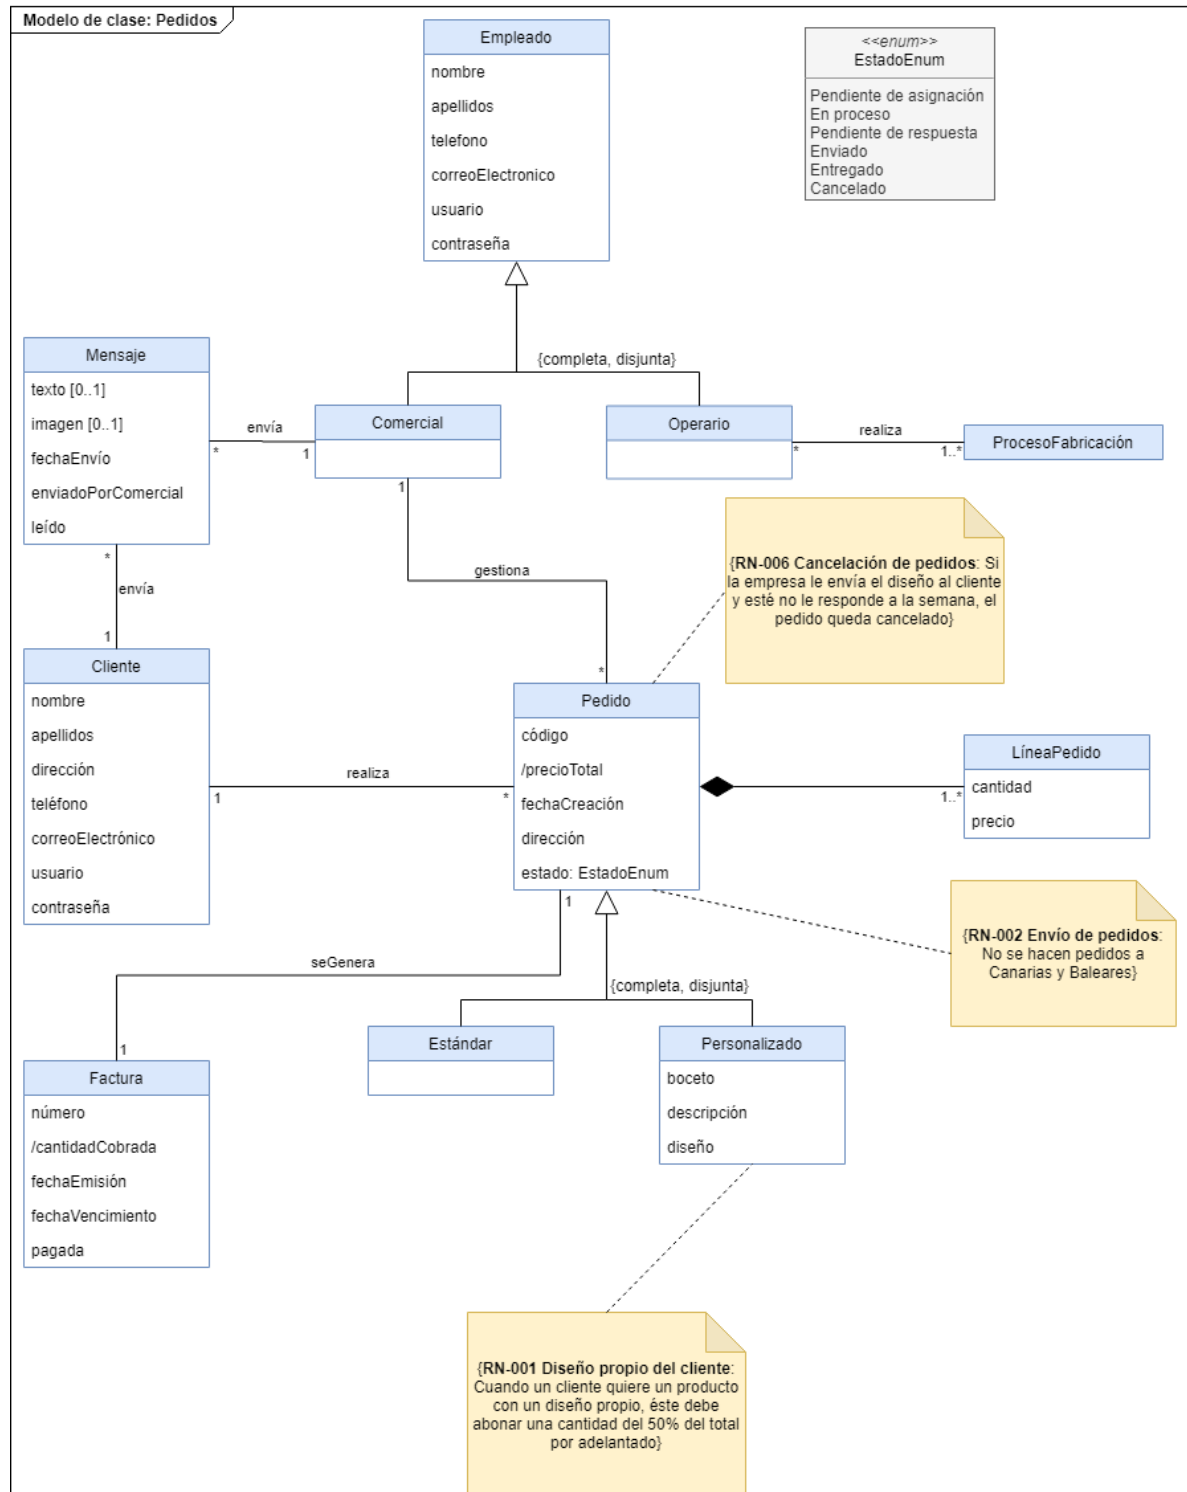 Modelo de clase: Pedidos
Empleado
nombre
apellidos
telefono
correoElectronico
usuario
contraseña
<<enum>>
EstadoEnum
Pendiente de asignación
En proceso
Pendiente de respuesta
Enviado
Entregado
Cancelado
{completa, disjunta}
Mensaje
texto [0..1]
imagen [0..1]
fechaEnvío
enviadoPorComercial
leído
envía
*
1
Comercial
1
Operario
realiza
*
1..*
ProcesoFabricación
gestiona
*
{RN-006 Cancelación de pedidos: Si
la empresa le envía el diseño al cliente
y esté no le responde a la semana, el
pedido queda cancelado}
*
envía
1
Cliente
nombre
apellidos
dirección
teléfono
correoElectrónico
usuario
contraseña
realiza
1
*
Pedido
código
/precioTotal
fechaCreación
dirección
estado: EstadoEnum
1..*
LíneaPedido
cantidad
precio
{RN-002 Envío de pedidos:
No se hacen pedidos a
Canarias y Baleares}
1
seGenera
1
{completa, disjunta}
Estándar
Personalizado
boceto
descripción
diseño
Factura
número
/cantidadCobrada
fechaEmisión
fechaVencimiento
pagada
{RN-001 Diseño propio del cliente:
Cuando un cliente quiere un producto
con un diseño propio, éste debe
abonar una cantidad del 50% del total
por adelantado}